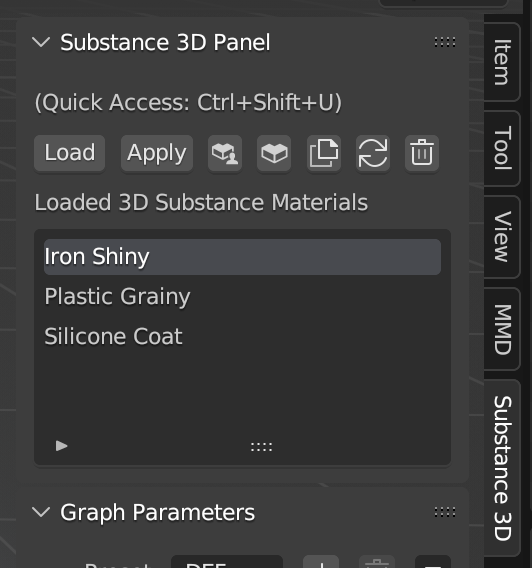 Substance 3D Panel
(Quick Access: Ctrl+Shift+U)
Load Apply
Loaded 3D Substance Materials
Iron Shiny
Plastic Grainy
Silicone Coat
Graph Parameters
Item
Tool
View
MMD
Substance 3D